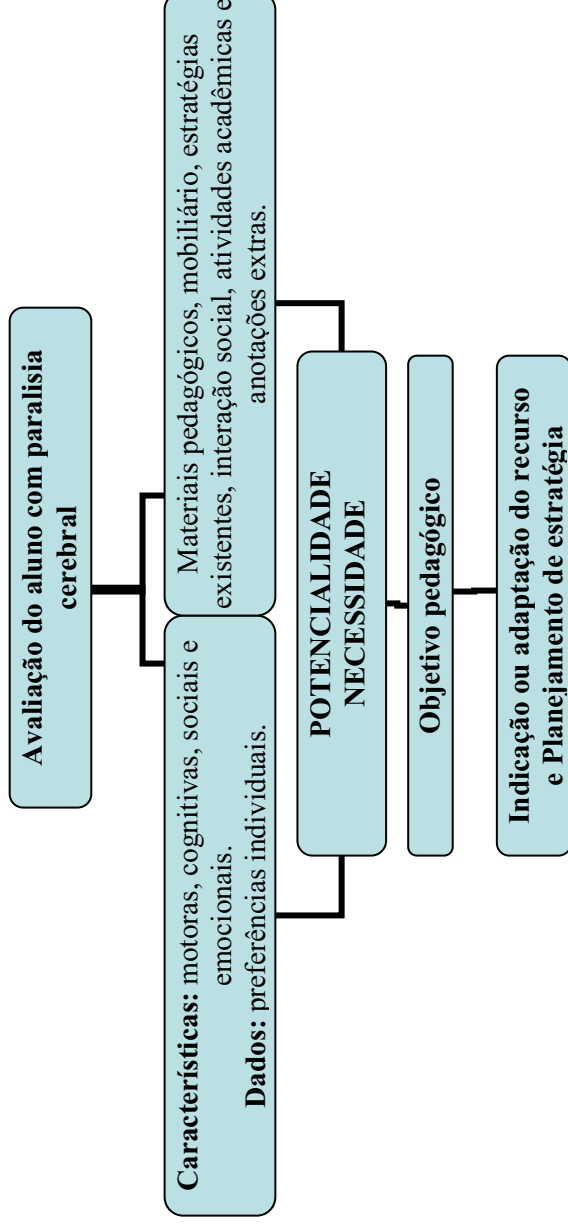 Avaliação do aluno com paralisia
cerebral
Características: motoras, cognitivas, sociais e
emocionais.
Dados: preferências individuais.
Materiais pedagógicos, mobiliário, estratégias
existentes, interação social, atividades acadêmicas e
anotações extras.
POTENCIALIDADE
NECESSIDADE
Objetivo pedagógico
Indicação ou adaptação do recurso
e Planejamento de estratégia